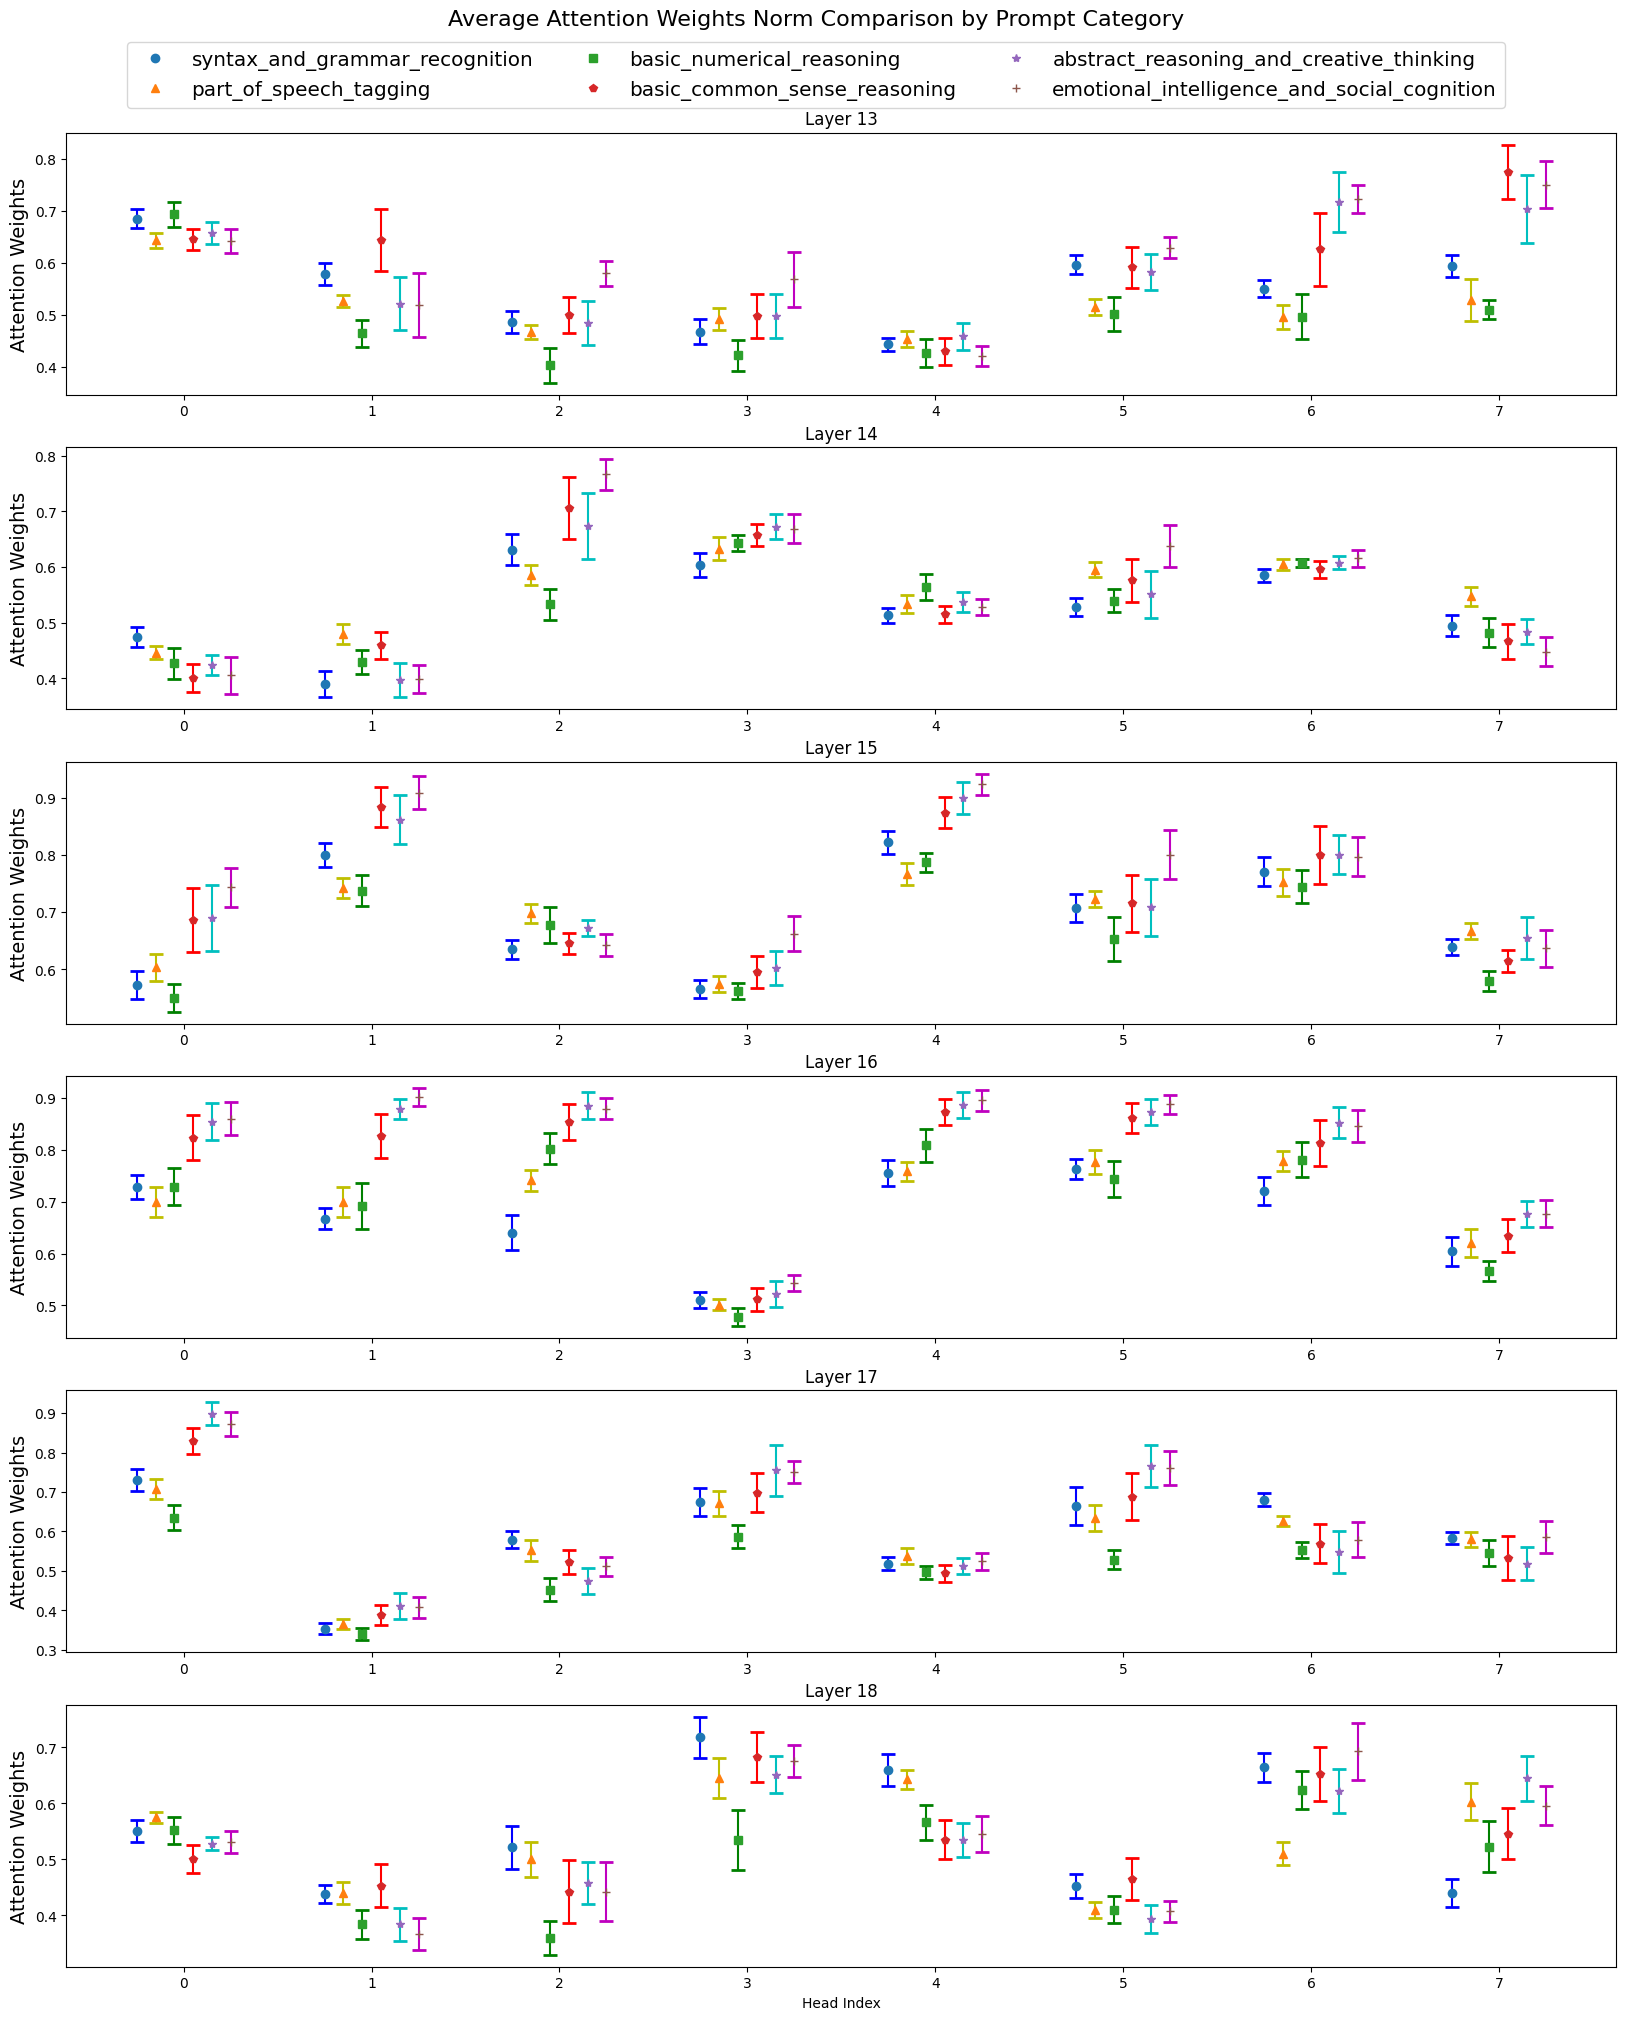 Average Attention Weights Norm Comparison by Prompt Category
syntax_and_grammar_recognition basic_numerical_reasoning abstract_reasoning_and_creative_thinking
part_of_speech_tagging basic_common_sense_reasoning emotional_intelligence_and_social_cognition
Layer 13
Attention Weights
0.8
0.7
0.6
0.5
0.4
0 1 2 3 4 5 6 7
Layer 14
Attention Weights
0.8
0.7
0.6
0.5
0.4
0 1 2 3 4 5 6 7
Layer 15
Attention Weights
0.9
0.8
0.7
0.6
0 1 2 3 4 5 6 7
Layer 16
Attention Weights
0.9
0.8
0.7
0.6
0.5
0 1 2 3 4 5 6 7
Layer 17
Attention Weights
0.9
0.8
0.7
0.6
0.5
0.4
0.3
0 1 2 3 4 5 6 7
Layer 18
Attention Weights
0.7
0.6
0.5
0.4
0 1 2 3 4 5 6 7
Head Index